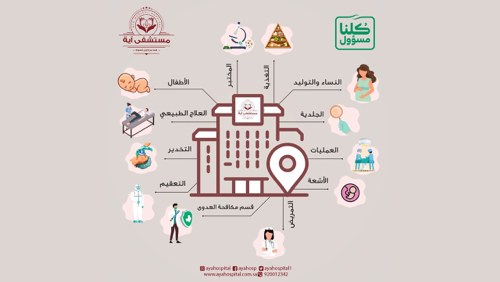 مستشفى آية
كلنا
مسؤول
المختبر
التغذية
الأطفال
النساء والتوليد
العلاج الطبيعي
الجلدية
مستشفى آية
التخدير
العمليات
التعقيم
الأشعة
قسم مكافحة العدوى
التمريض
ayahospital ayahosp ayahospital1
www.ayahospital.com.sa 920012342